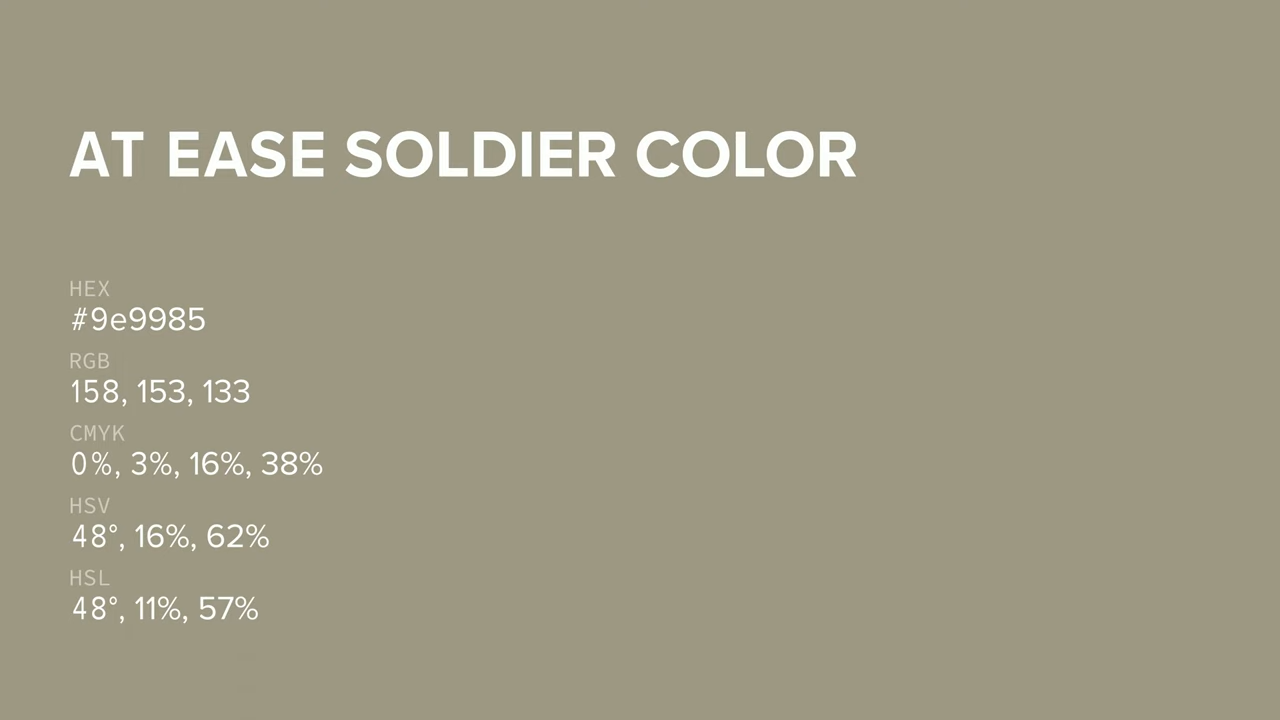 AT EASE SOLDIER COLOR
HEX
#9e9985
RGB
158, 153, 133
CMYK
0%, 3%, 16%, 38%
HSV
48°, 16%, 62%
HSL
48°, 11%, 57%